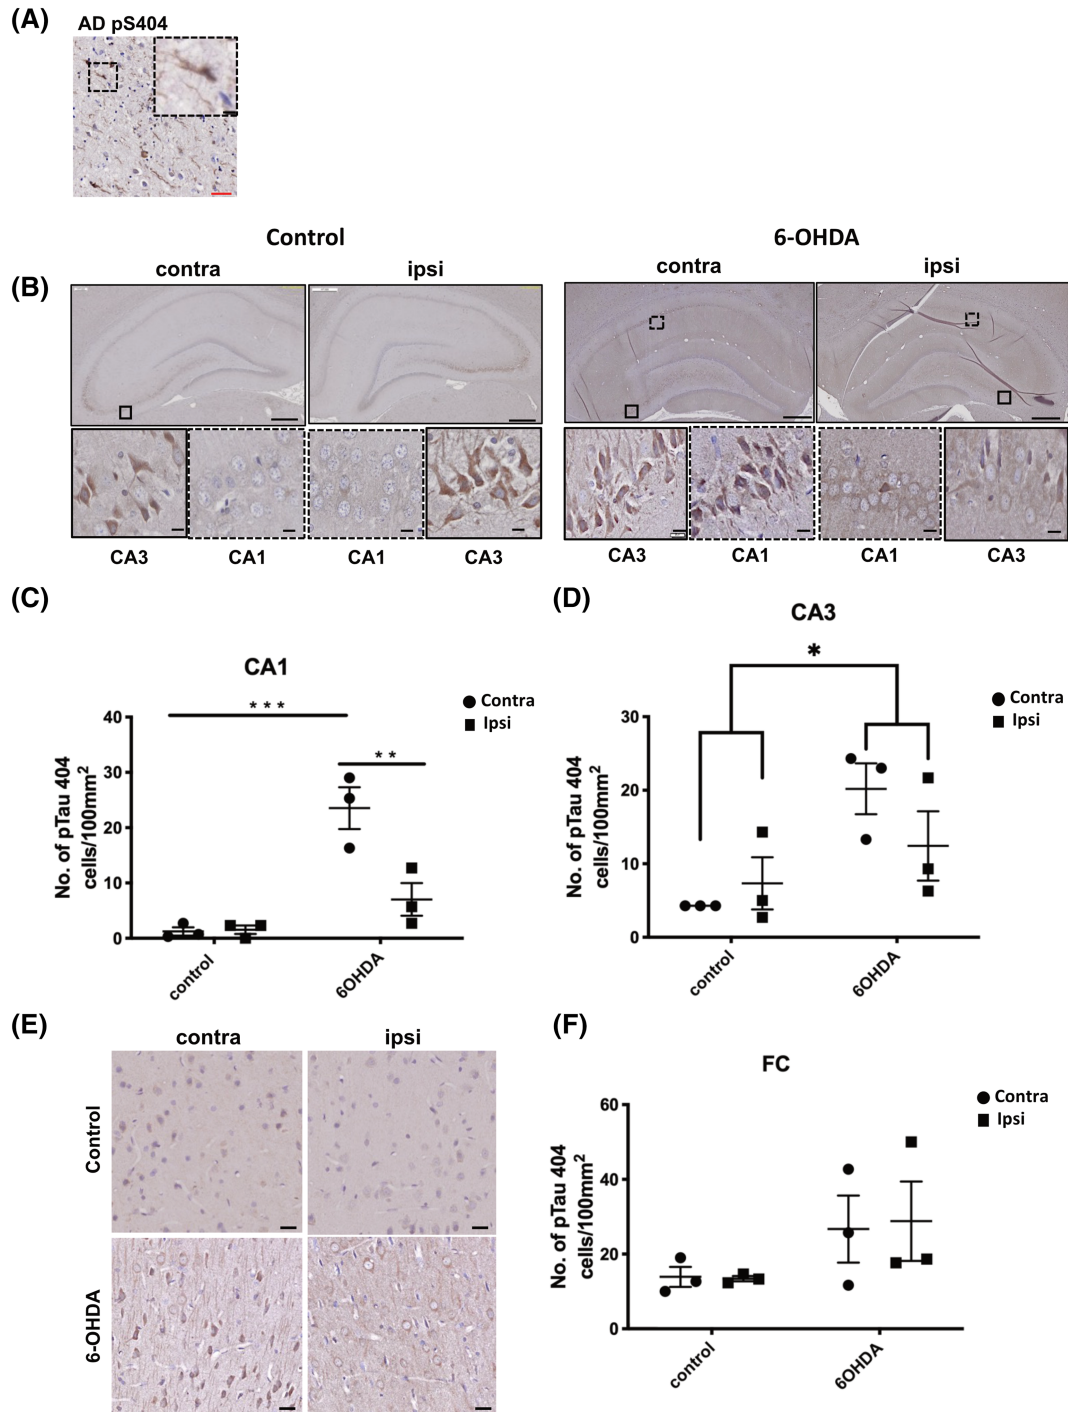 (A)
AD pS404
Control
6-OHDA
contra
ipsi
contra
ipsi
(B)
CA3
CA1
CA1
CA3
CA3
CA1
CA1
CA3
(C)
CA1
* * *
* *
Contra
Ipsi
No. of pTau 404
cells/100mm2
40
30
20
10
0
control
6OHDA
(D)
CA3
*
Contra
Ipsi
No. of pTau 404
cells/100mm2
30
20
10
0
control
6OHDA
(E)
contra
ipsi
Control
6-OHDA
(F)
FC
Contra
Ipsi
No. of pTau 404
cells/100mm2
60
40
20
0
control
6OHDA